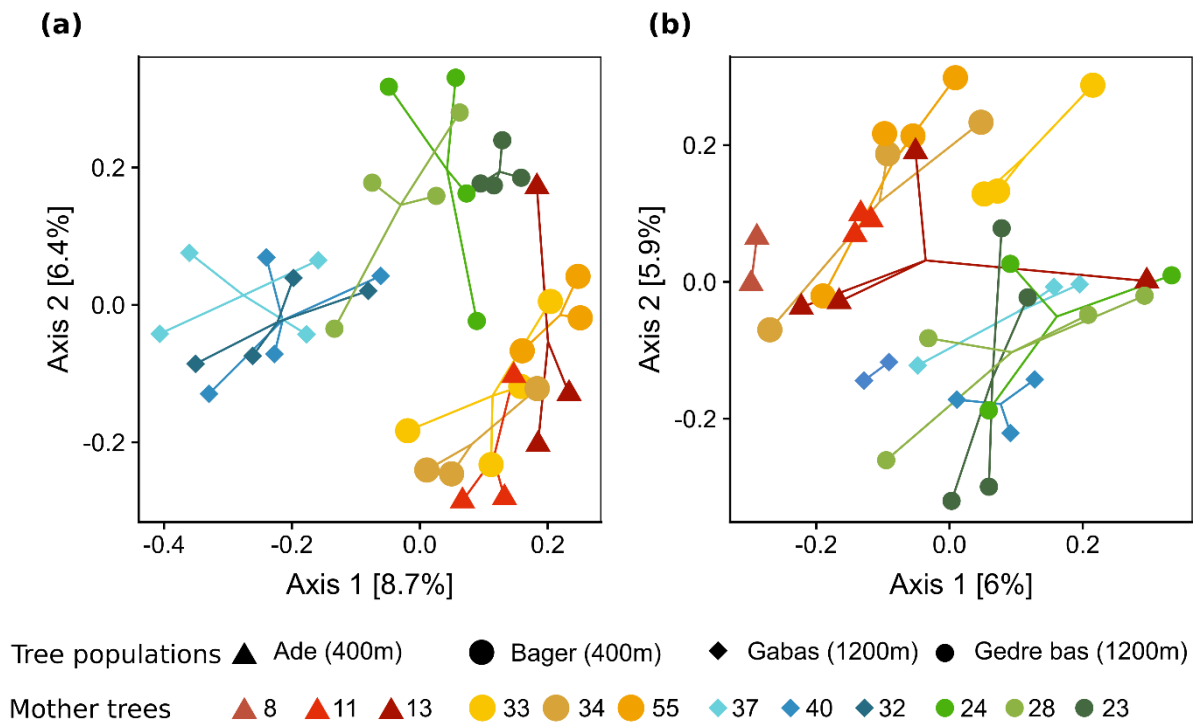 (a) (b)
0.2
0.0
-0.2
Axis 2 [6.4%]
-0.4 -0.2 0.0 0.2
Axis 1 [8.7%]
0.2
0.0
-0.2
Axis 2 [5.9%]
-0.2 0.0 0.2
Axis 1 [6%]
Tree populations Ade (400m) Bager (400m) Gabas (1200m) Gedre bas (1200m)
Mother trees 8 11 13 33 34 55 37 40 32 24 28 23